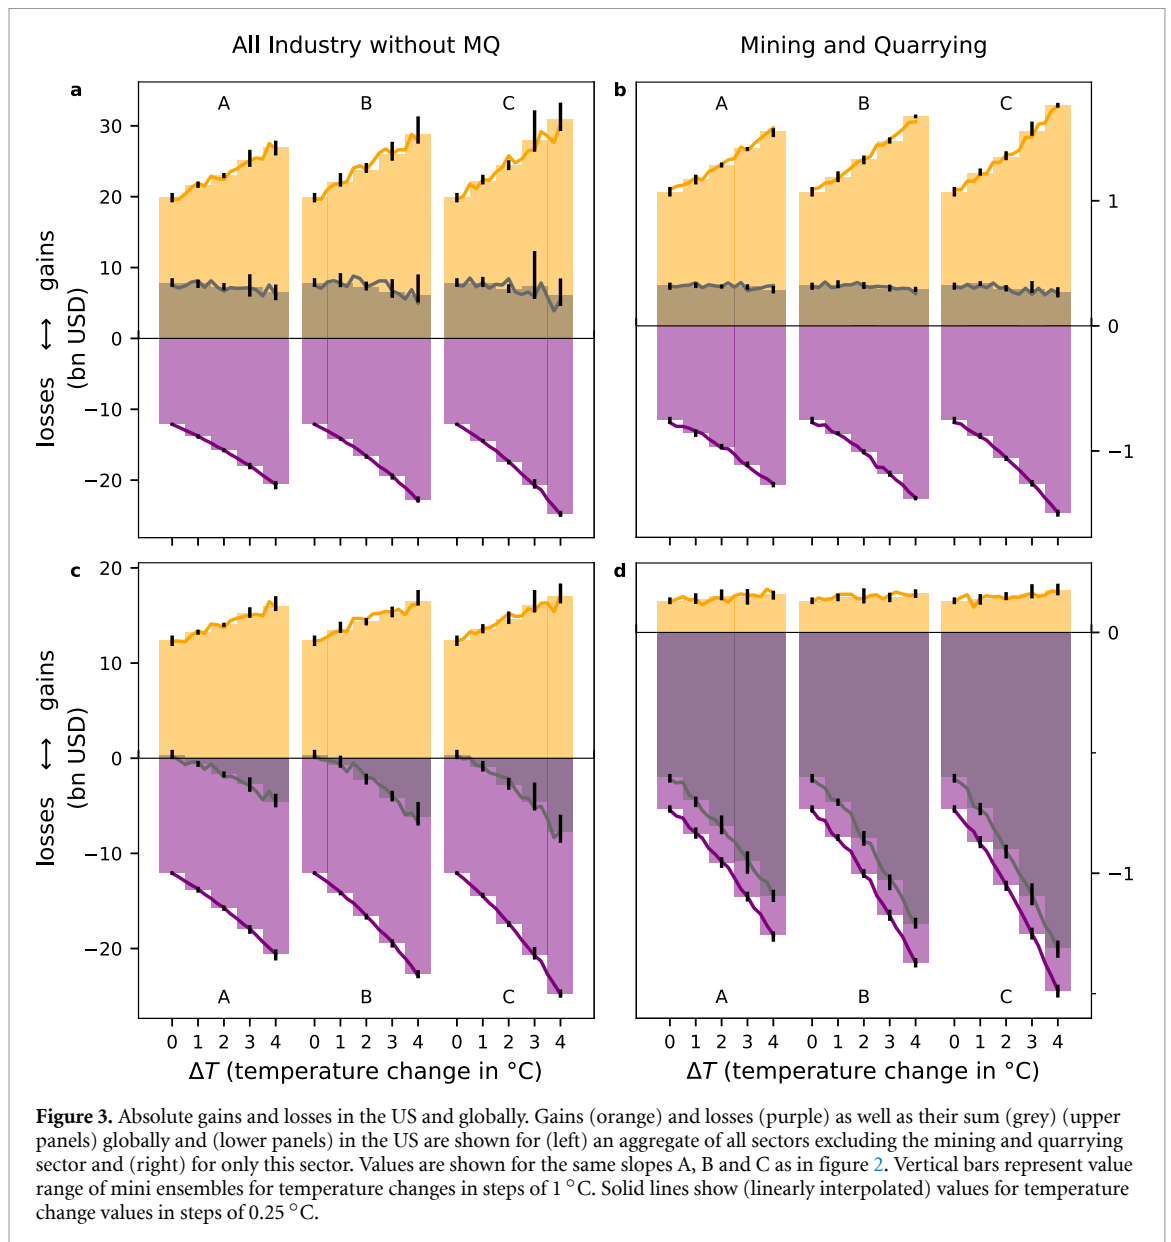 All Industry without MQ
Mining and Quarrying
a
A
B
C
30
20
10
0
−10
−20
losses ⟷ gains
(bn USD)
b
A
B
C
1
0
−1
c
20
10
0
−10
−20
losses ⟷ gains
(bn USD)
A
B
C
0 1 2 3 4 0 1 2 3 4 0 1 2 3 4
ΔT (temperature change in °C)
d
0
−1
A
B
C
0 1 2 3 4 0 1 2 3 4 0 1 2 3 4
ΔT (temperature change in °C)
Figure 3. Absolute gains and losses in the US and globally. Gains (orange) and losses (purple) as well as their sum (grey) (upper
panels) globally and (lower panels) in the US are shown for (left) an aggregate of all sectors excluding the mining and quarrying
sector and (right) for only this sector. Values are shown for the same slopes A, B and C as in figure 2. Vertical bars represent value
range of mini ensembles for temperature changes in steps of 1 °C. Solid lines show (linearly interpolated) values for temperature
change values in steps of 0.25 °C.